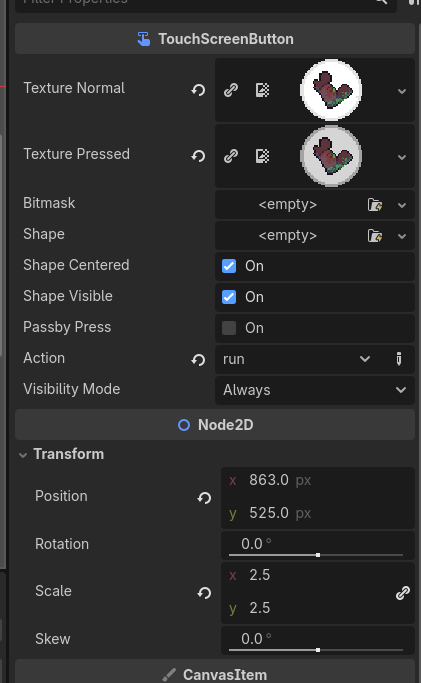 Filter Properties
TouchScreenButton
Texture Normal
Texture Pressed
Bitmask <empty>
Shape <empty>
Shape Centered On
Shape Visible On
Passby Press On
Action run
Visibility Mode Always
Node2D
Transform
Position x 863.0 px
y 525.0 px
Rotation 0.0 °
Scale x 2.5
y 2.5
Skew 0.0 °
CanvasItem